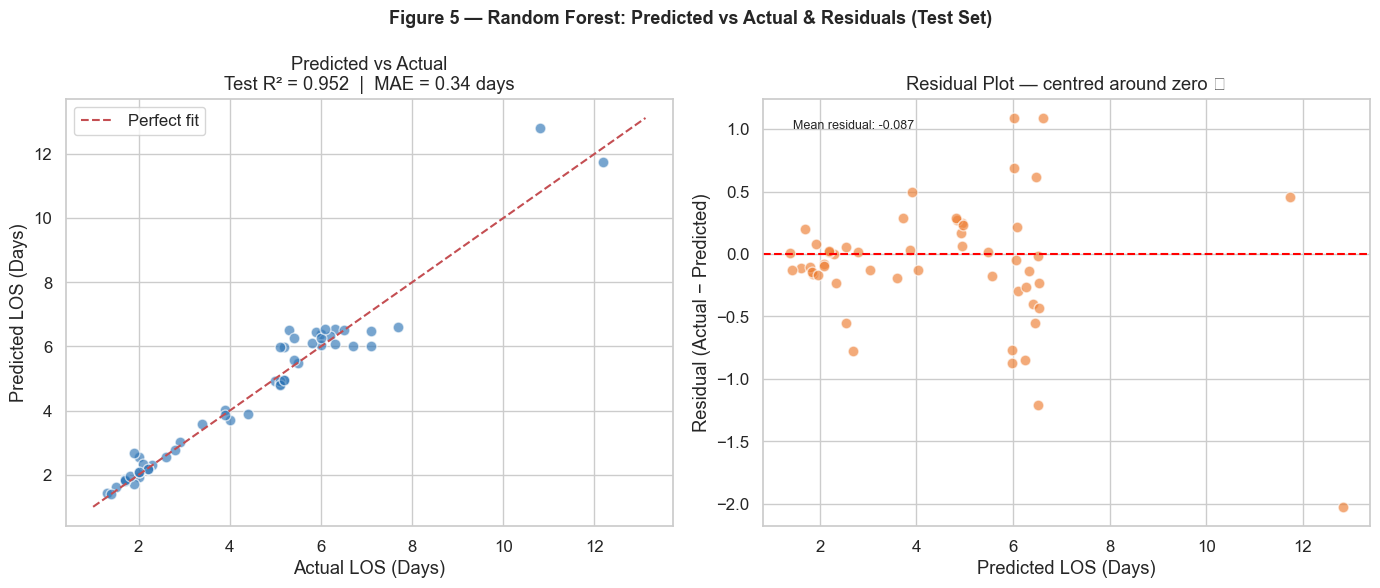 Figure 5 — Random Forest: Predicted vs Actual & Residuals (Test Set)
Predicted vs Actual
Test R² = 0.952 | MAE = 0.34 days
Perfect fit
12
10
8
6
4
2
Predicted LOS (Days)
2 4 6 8 10 12
Actual LOS (Days)
Residual Plot — centred around zero
Mean residual: -0.087
1.0
0.5
0.0
−0.5
−1.0
−1.5
−2.0
Residual (Actual − Predicted)
2 4 6 8 10 12
Predicted LOS (Days)